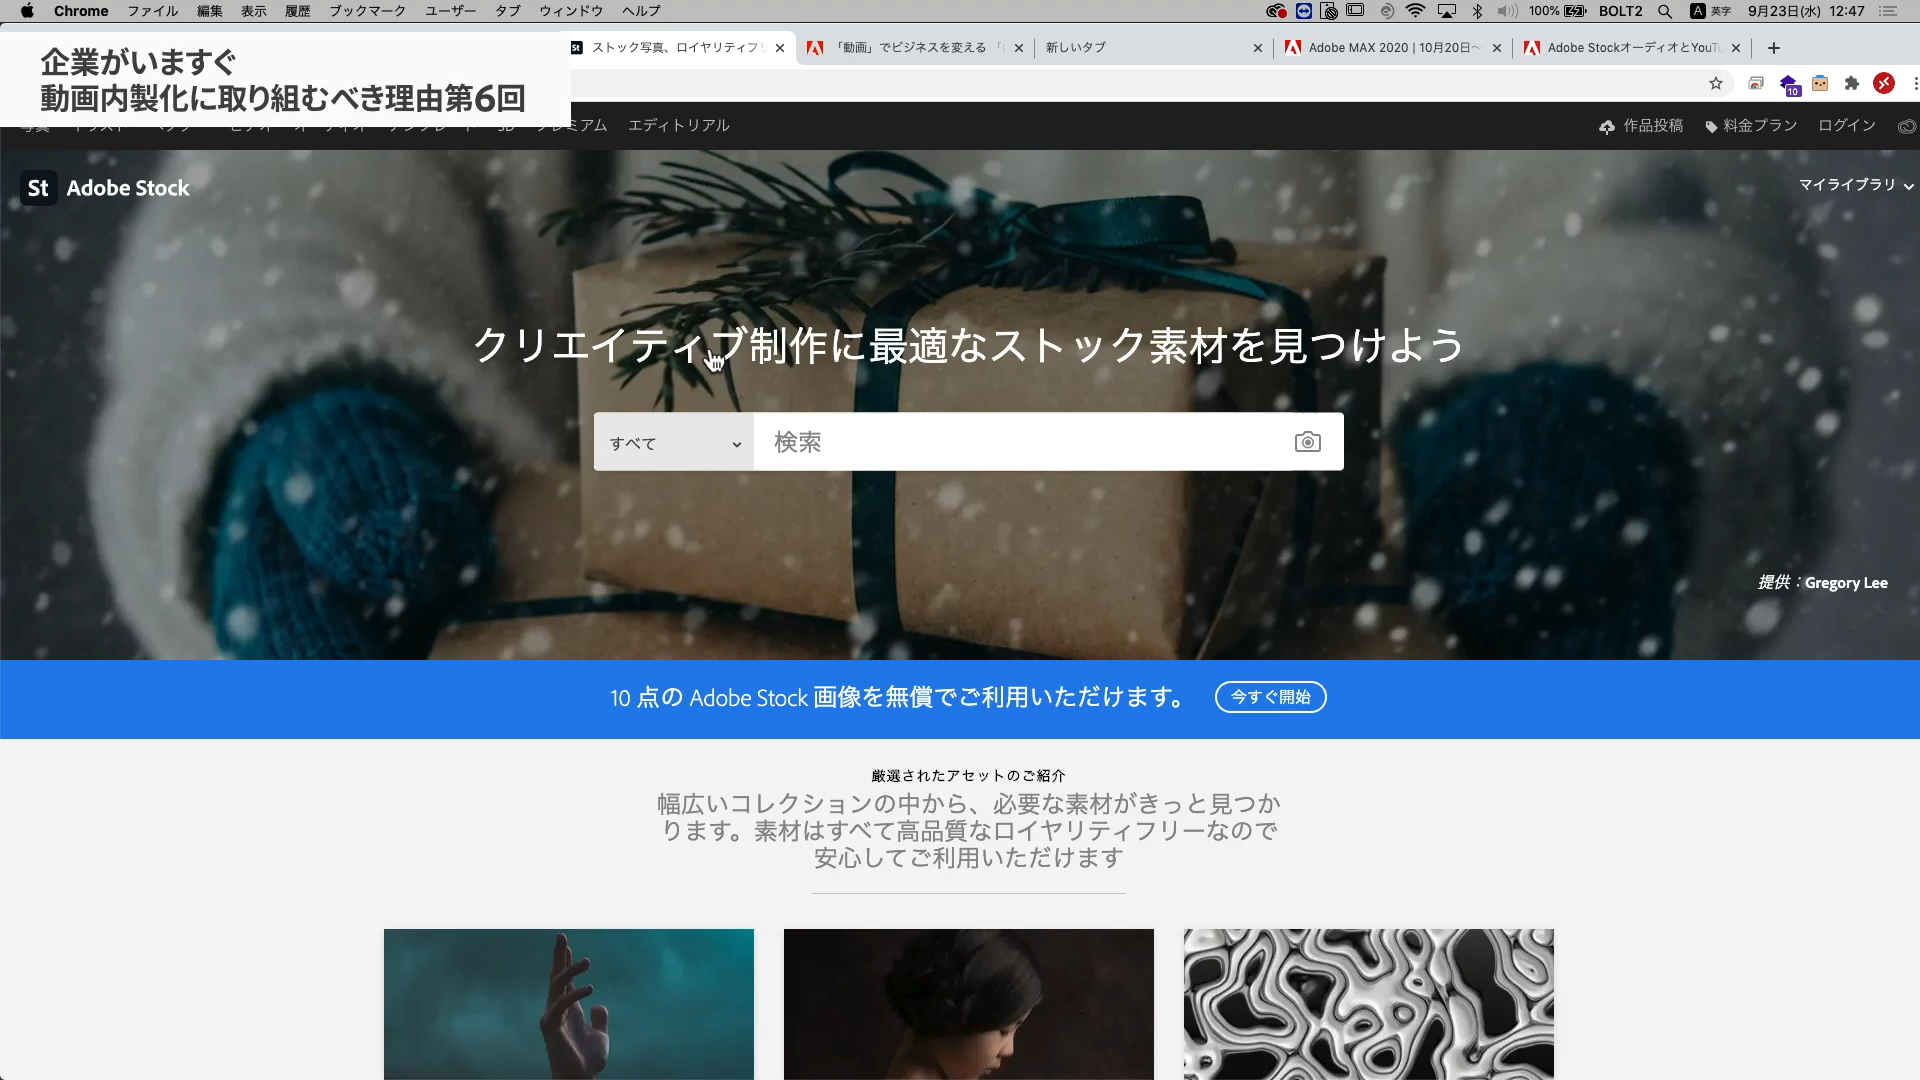 Chrome ファイル 編集 表示 履歴 ブックマーク ユーザー タブ ウィンドウ ヘルプ 100% BOLT2 A 英字 9月23日(水) 12:47
企業がいますぐ
動画内製化に取り組むべき理由第6回
St ストック写真、ロイヤリティフリ 「動画」でビジネスを変える 新しいタブ Adobe MAX 2020 | 10月20日〜 Adobe StockオーディオとYouTu
10
エディトリアル 作品投稿 料金プラン ログイン
St Adobe Stock マイライブラリ
クリエイティブ制作に最適なストック素材を見つけよう
すべて 検索
提供：Gregory Lee
10 点の Adobe Stock 画像を無償でご利用いただけます。 今すぐ開始
厳選されたアセットのご紹介
幅広いコレクションの中から、必要な素材がきっと見つか
ります。素材はすべて高品質なロイヤリティフリーなので
安心してご利用いただけます